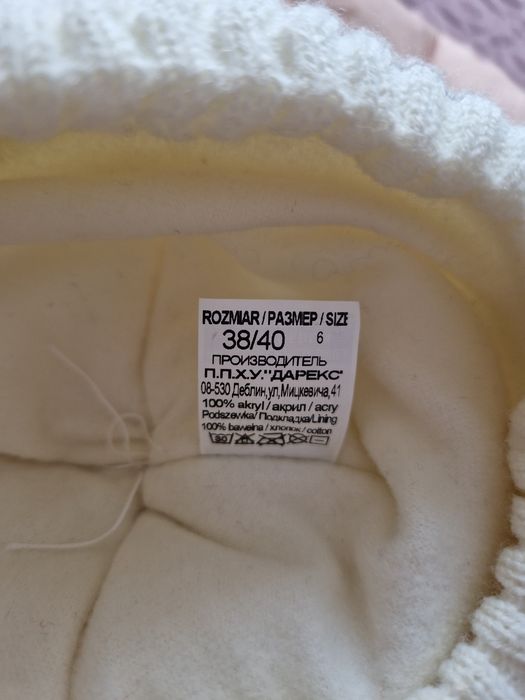 ROZMIAR / РАЗМЕР / SIZE
38/40 6
ПРОИЗВОДИТЕЛЬ
П.П.Х.У."ДАРЕКС"
08-530 Деблин,ул,Мицкевича,41
100% akryl / акрил / acry
Podszewka/ Подкладка/Lining
100% bawełna / хлопок / cotton
30